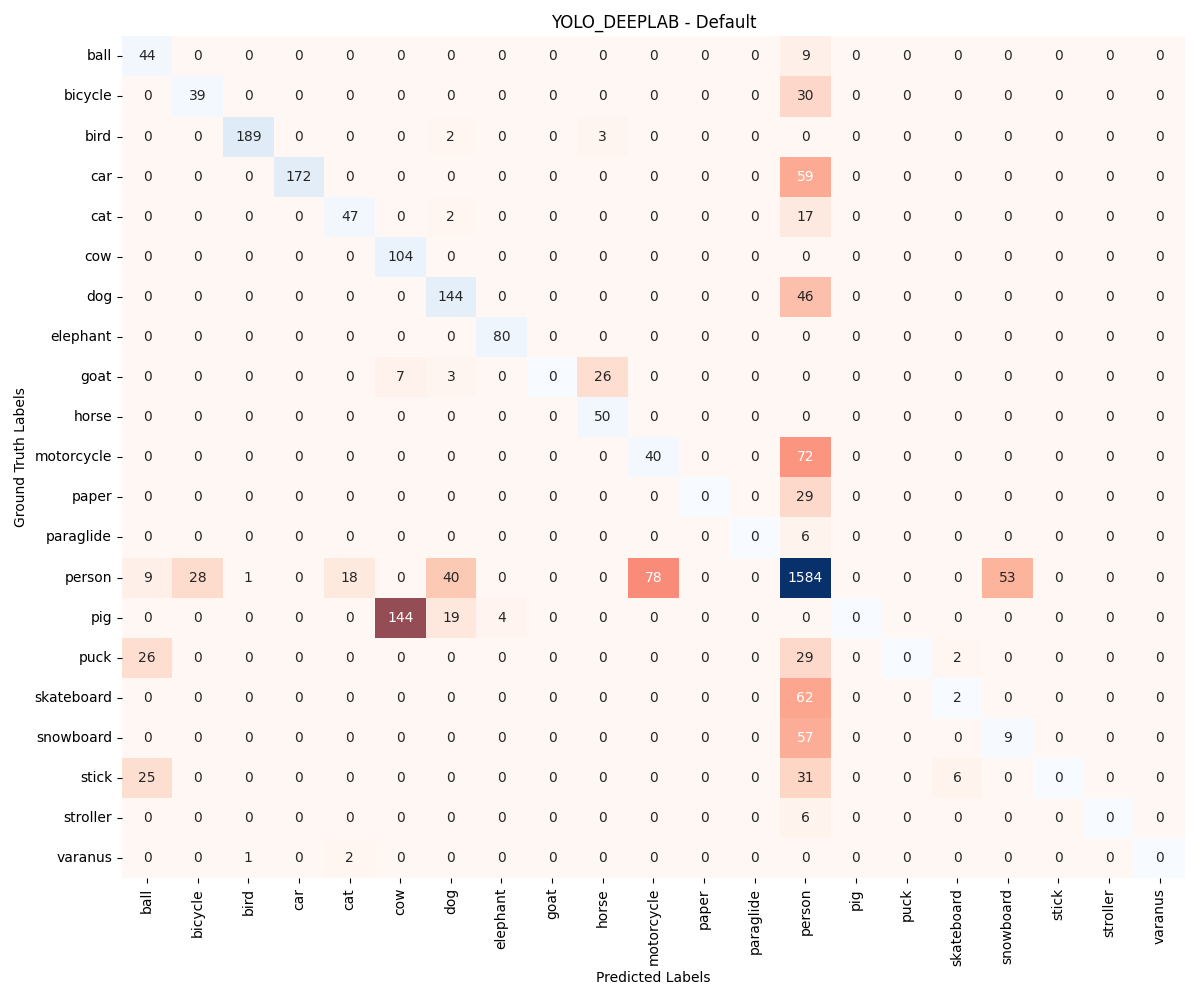 YOLO_DEEPLAB - Default
ball 44 0 0 0 0 0 0 0 0 0 0 0 0 9 0 0 0 0 0 0 0
bicycle 0 39 0 0 0 0 0 0 0 0 0 0 0 30 0 0 0 0 0 0 0
bird 0 0 189 0 0 0 2 0 0 3 0 0 0 0 0 0 0 0 0 0 0
car 0 0 0 172 0 0 0 0 0 0 0 0 0 59 0 0 0 0 0 0 0
cat 0 0 0 0 47 0 2 0 0 0 0 0 0 17 0 0 0 0 0 0 0
cow 0 0 0 0 0 104 0 0 0 0 0 0 0 0 0 0 0 0 0 0 0
dog 0 0 0 0 0 0 144 0 0 0 0 0 0 46 0 0 0 0 0 0 0
elephant 0 0 0 0 0 0 0 80 0 0 0 0 0 0 0 0 0 0 0 0 0
goat 0 0 0 0 0 7 3 0 0 26 0 0 0 0 0 0 0 0 0 0 0
horse 0 0 0 0 0 0 0 0 0 50 0 0 0 0 0 0 0 0 0 0 0
motorcycle 0 0 0 0 0 0 0 0 0 0 40 0 0 72 0 0 0 0 0 0 0
paper 0 0 0 0 0 0 0 0 0 0 0 0 0 29 0 0 0 0 0 0 0
paraglide 0 0 0 0 0 0 0 0 0 0 0 0 0 6 0 0 0 0 0 0 0
person 9 28 1 0 18 0 40 0 0 0 78 0 0 1584 0 0 0 53 0 0 0
pig 0 0 0 0 0 144 19 4 0 0 0 0 0 0 0 0 0 0 0 0 0
puck 26 0 0 0 0 0 0 0 0 0 0 0 0 29 0 0 2 0 0 0 0
skateboard 0 0 0 0 0 0 0 0 0 0 0 0 0 62 0 0 2 0 0 0 0
snowboard 0 0 0 0 0 0 0 0 0 0 0 0 0 57 0 0 0 9 0 0 0
stick 25 0 0 0 0 0 0 0 0 0 0 0 0 31 0 0 6 0 0 0 0
stroller 0 0 0 0 0 0 0 0 0 0 0 0 0 6 0 0 0 0 0 0 0
varanus 0 0 1 0 2 0 0 0 0 0 0 0 0 0 0 0 0 0 0 0 0
Ground Truth Labels
ball bicycle bird car cat cow dog elephant goat horse motorcycle paper paraglide person pig puck skateboard snowboard stick stroller varanus
Predicted Labels